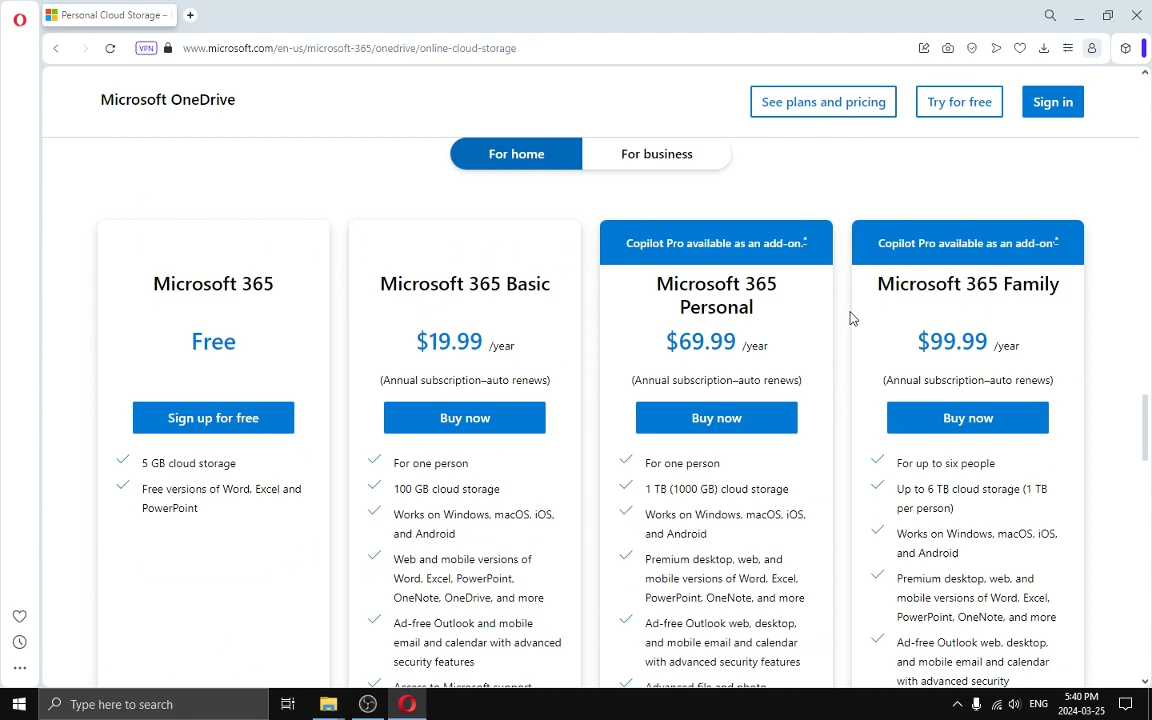 Personal Cloud Storage –
VPN
www.microsoft.com/en-us/microsoft-365/onedrive/online-cloud-storage
Microsoft OneDrive
See plans and pricing
Try for free
Sign in
For home
For business
Microsoft 365
Free
Sign up for free
5 GB cloud storage
Free versions of Word, Excel and
PowerPoint
Microsoft 365 Basic
$19.99 /year
(Annual subscription–auto renews)
Buy now
For one person
100 GB cloud storage
Works on Windows, macOS, iOS,
and Android
Web and mobile versions of
Word, Excel, PowerPoint,
OneNote, OneDrive, and more
Ad-free Outlook and mobile
email and calendar with advanced
security features
Access to Microsoft support
Copilot Pro available as an add-on.*
Microsoft 365
Personal
$69.99 /year
(Annual subscription–auto renews)
Buy now
For one person
1 TB (1000 GB) cloud storage
Works on Windows, macOS, iOS,
and Android
Premium desktop, web, and
mobile versions of Word, Excel,
PowerPoint, OneNote, and more
Ad-free Outlook web, desktop,
and mobile email and calendar
with advanced security features
Advanced file and photo
Copilot Pro available as an add-on*
Microsoft 365 Family
$99.99 /year
(Annual subscription–auto renews)
Buy now
For up to six people
Up to 6 TB cloud storage (1 TB
per person)
Works on Windows, macOS, iOS,
and Android
Premium desktop, web, and
mobile versions of Word, Excel,
PowerPoint, OneNote, and more
Ad-free Outlook web, desktop,
and mobile email and calendar
with advanced security
Type here to search
ENG
5:40 PM
2024-03-25